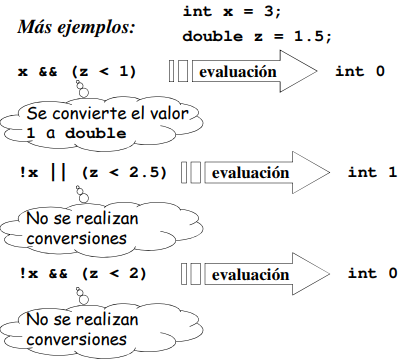 Más ejemplos:
int x = 3;
double z = 1.5;
x && (z < 1) evaluación int 0
Se convierte el valor
1 a double
!x || (z < 2.5) evaluación int 1
No se realizan
conversiones
!x && (z < 2) evaluación int 0
No se realizan
conversiones